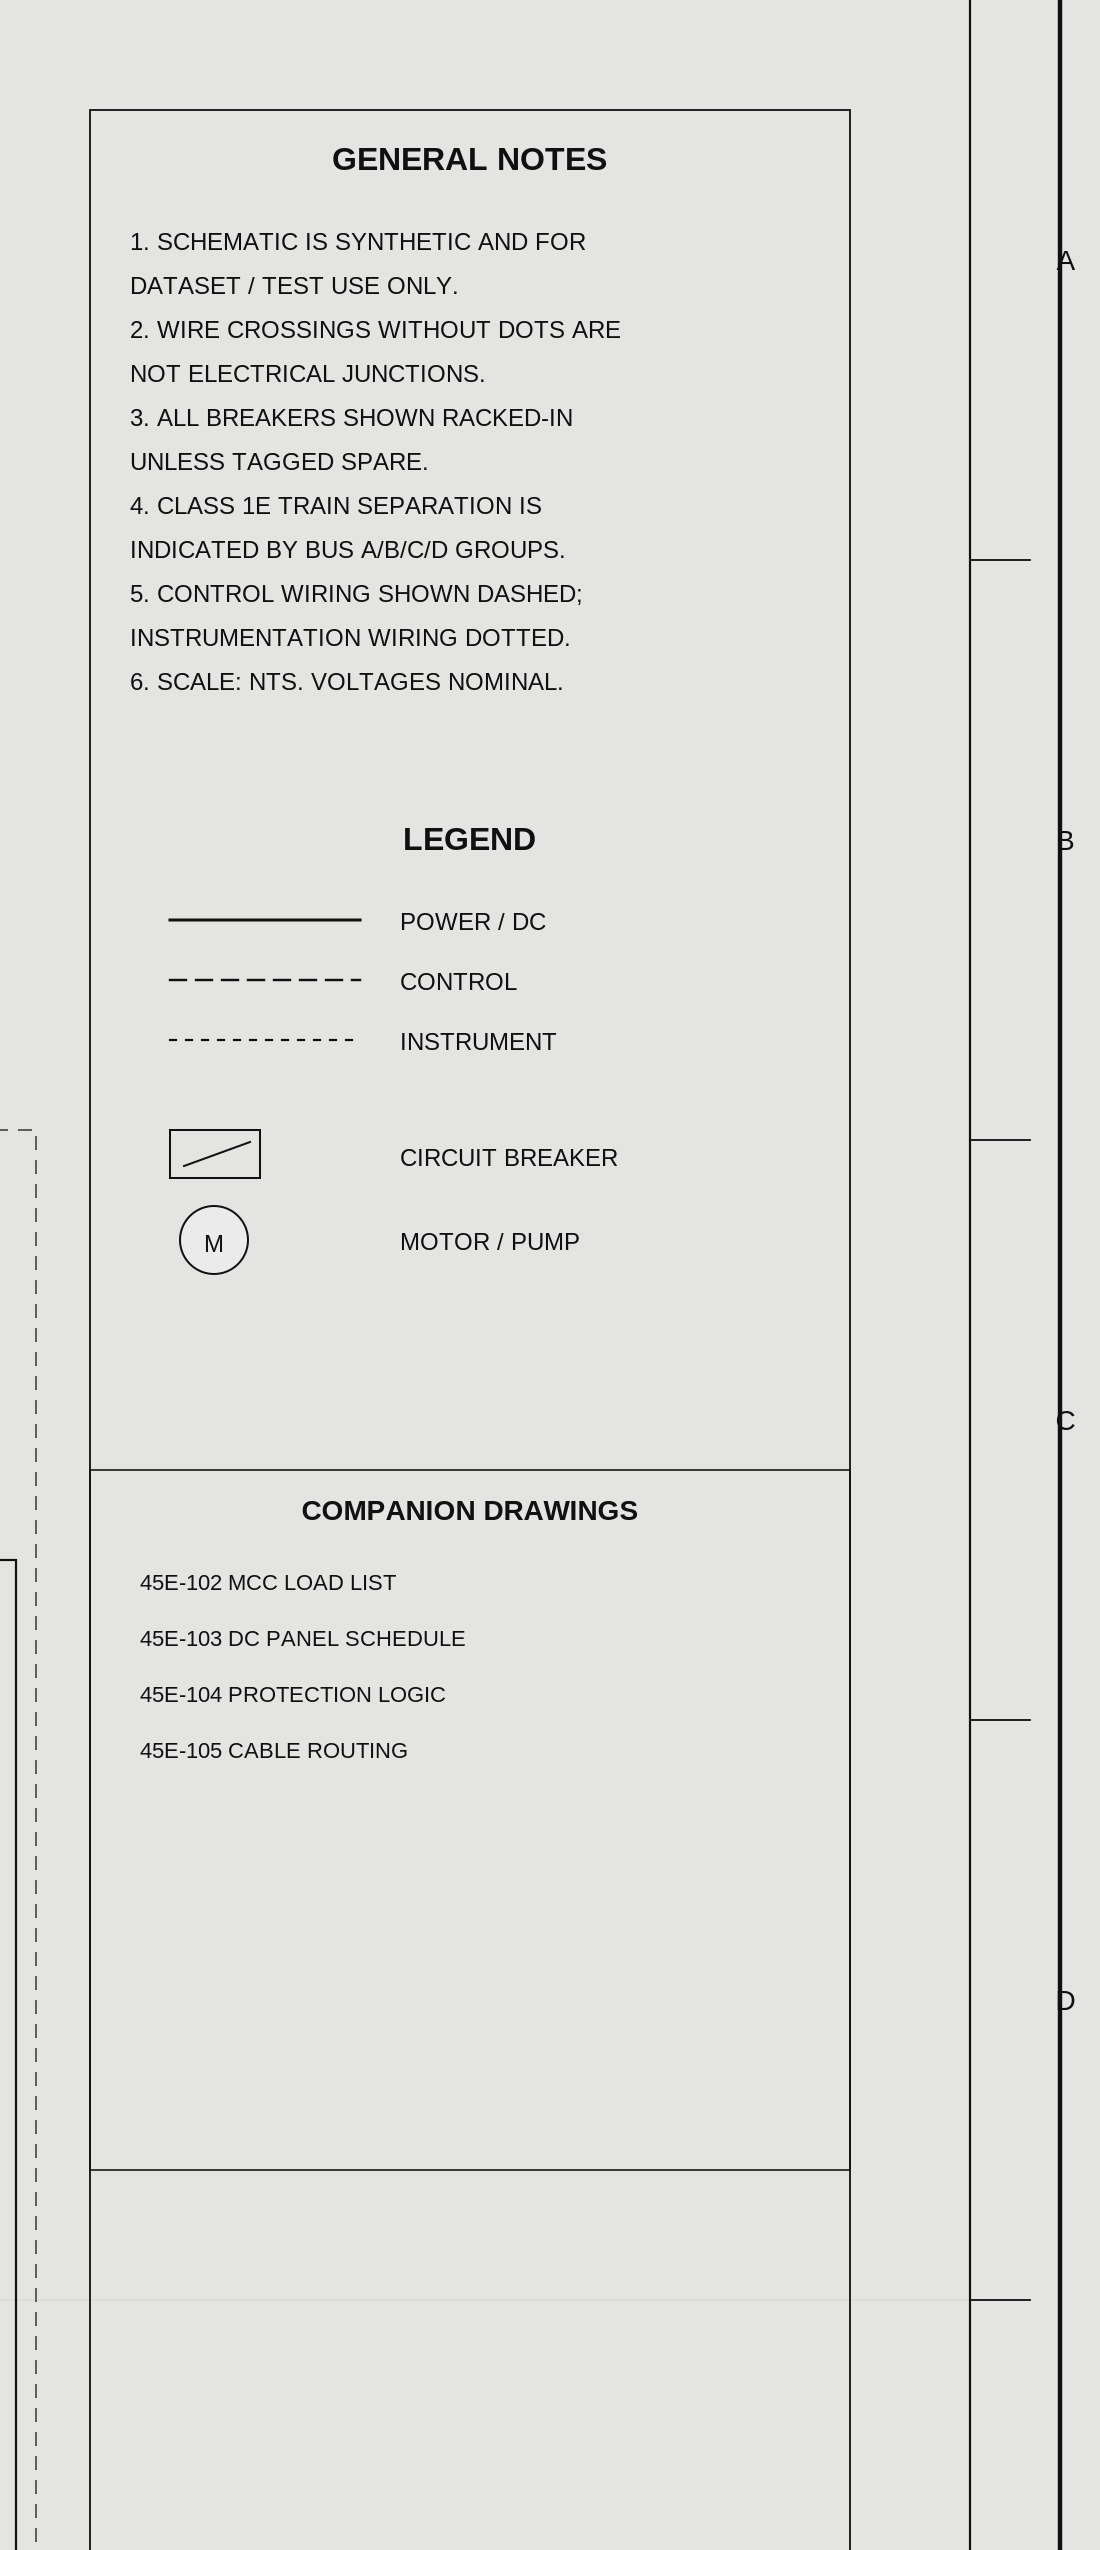 GENERAL NOTES
1. SCHEMATIC IS SYNTHETIC AND FOR
DATASET / TEST USE ONLY.
2. WIRE CROSSINGS WITHOUT DOTS ARE
NOT ELECTRICAL JUNCTIONS.
3. ALL BREAKERS SHOWN RACKED-IN
UNLESS TAGGED SPARE.
4. CLASS 1E TRAIN SEPARATION IS
INDICATED BY BUS A/B/C/D GROUPS.
5. CONTROL WIRING SHOWN DASHED;
INSTRUMENTATION WIRING DOTTED.
6. SCALE: NTS. VOLTAGES NOMINAL.
LEGEND
POWER / DC
CONTROL
INSTRUMENT
CIRCUIT BREAKER
M
MOTOR / PUMP
COMPANION DRAWINGS
45E-102 MCC LOAD LIST
45E-103 DC PANEL SCHEDULE
45E-104 PROTECTION LOGIC
45E-105 CABLE ROUTING
A
B
C
D